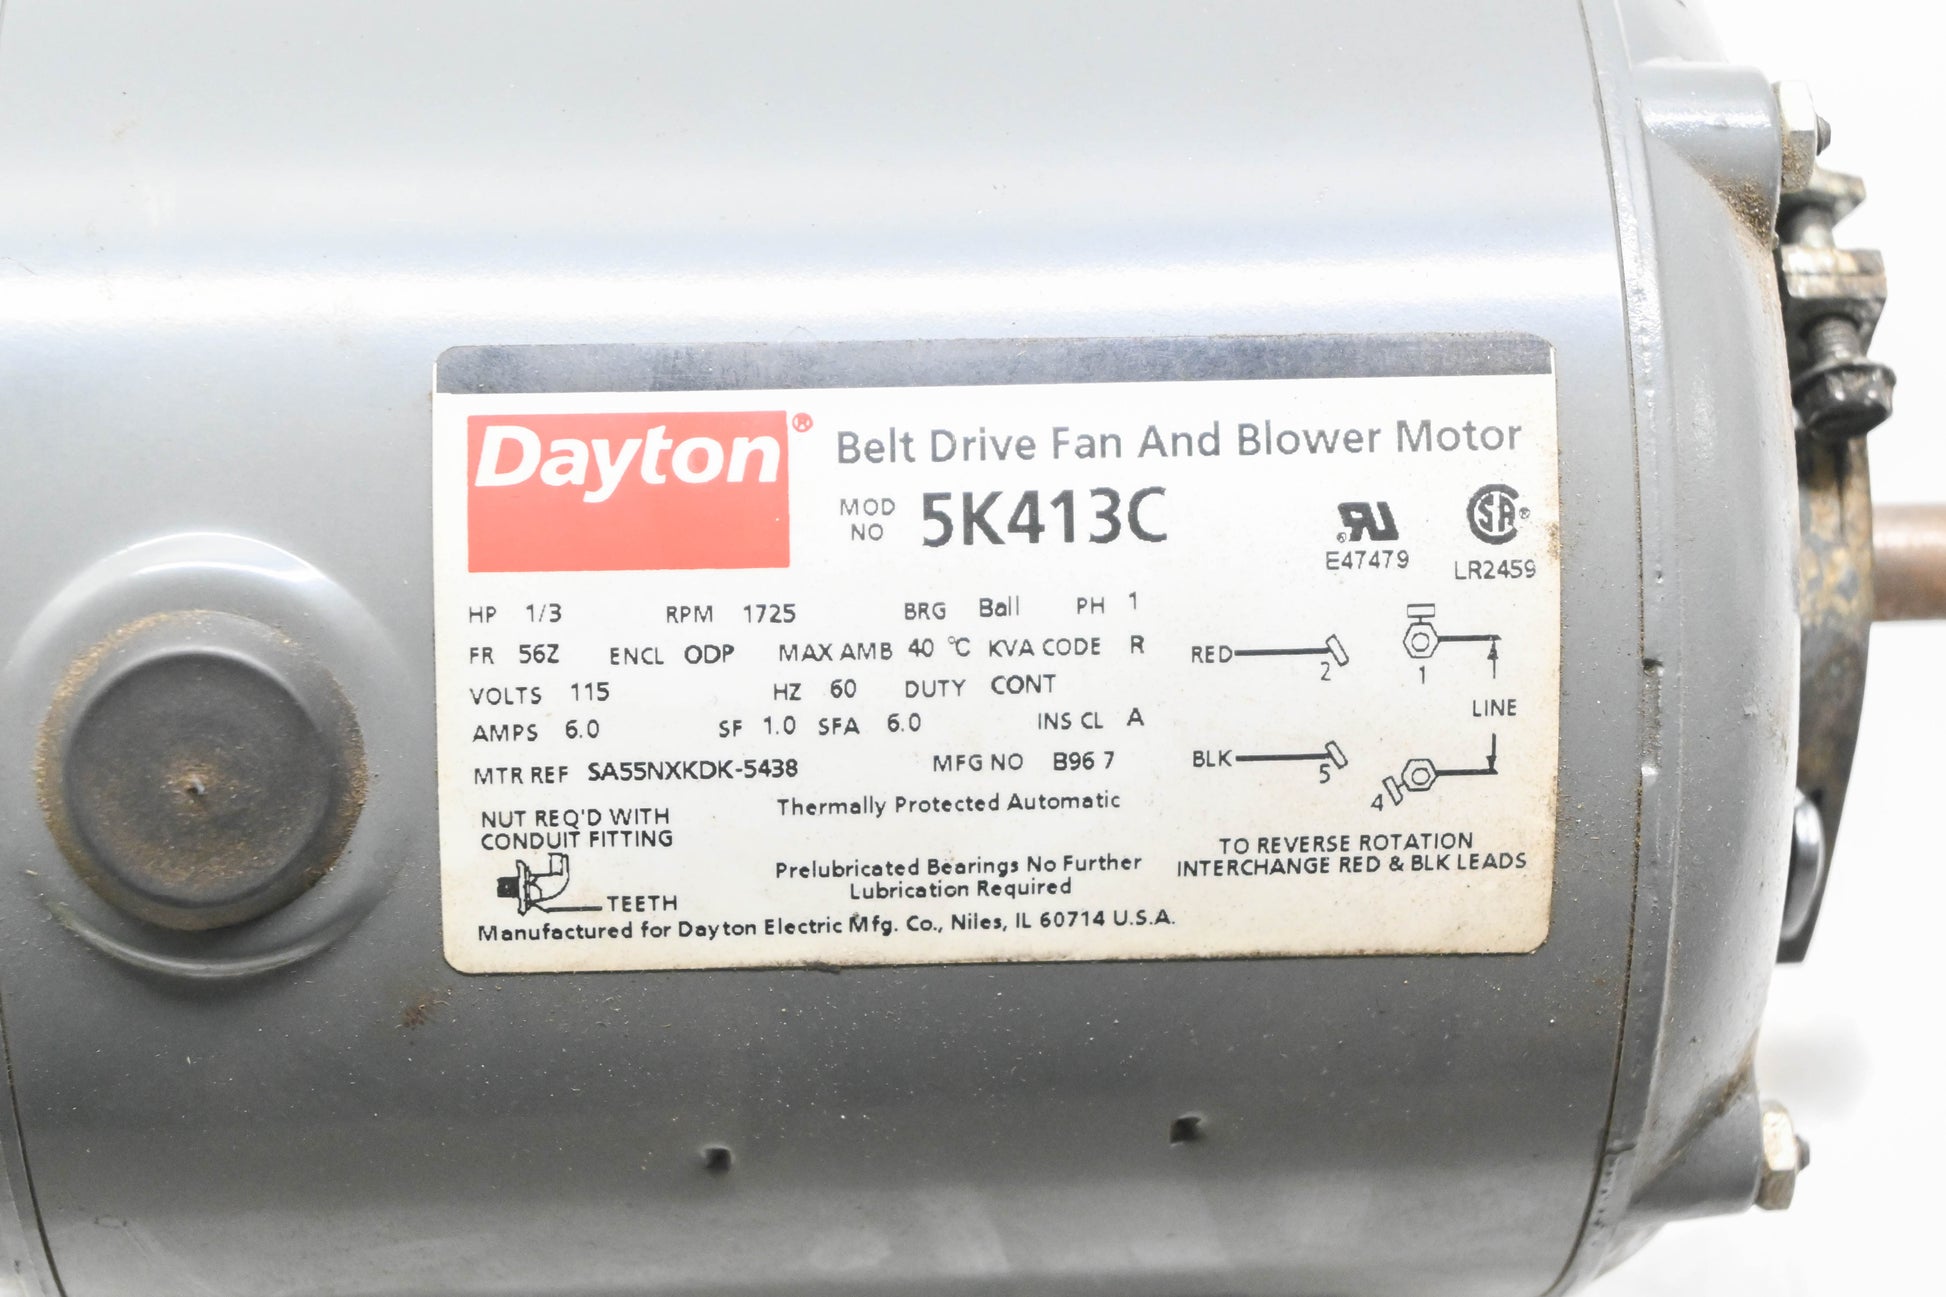 Dayton®
Belt Drive Fan And Blower Motor
MOD NO 5K413C
E47479
LR2459
HP 1/3 RPM 1725 BRG Ball PH 1
FR 56Z ENCL ODP MAX AMB 40 °C KVA CODE R
VOLTS 115 HZ 60 DUTY CONT
AMPS 6.0 SF 1.0 SFA 6.0 INS CL A
MTR REF SA55NXKDK-5438 MFG NO B96 7
NUT REQ'D WITH
CONDUIT FITTING
TEETH
Thermally Protected Automatic
Prelubricated Bearings No Further
Lubrication Required
Manufactured for Dayton Electric Mfg. Co., Niles, IL 60714 U.S.A.
RED 2 1
LINE
BLK 5 4
TO REVERSE ROTATION
INTERCHANGE RED & BLK LEADS